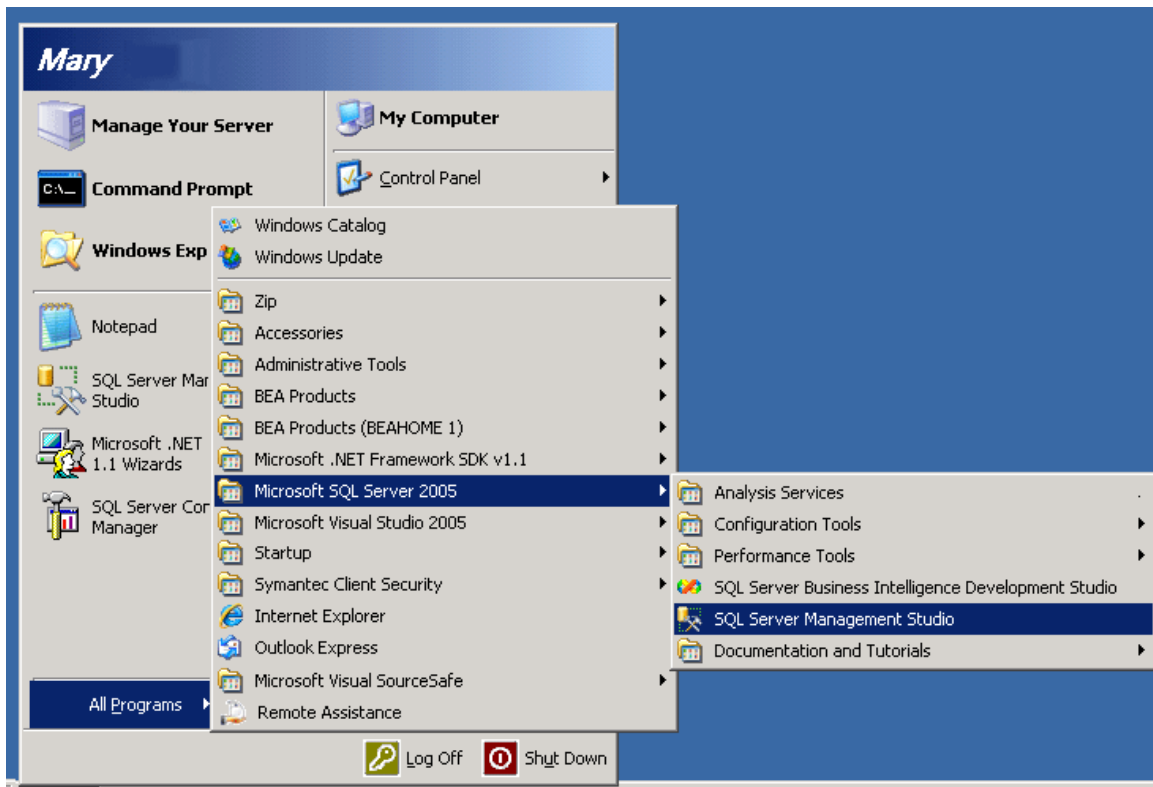 Mary
Manage Your Server
Command Prompt
Windows Exp
Notepad
SQL Server Mar
Studio
Microsoft .NET
1.1 Wizards
SQL Server Cor
Manager
All Programs
My Computer
Control Panel
Windows Catalog
Windows Update
Zip
Accessories
Administrative Tools
BEA Products
BEA Products (BEAHOME 1)
Microsoft .NET Framework SDK v1.1
Microsoft SQL Server 2005
Microsoft Visual Studio 2005
Startup
Symantec Client Security
Internet Explorer
Outlook Express
Microsoft Visual SourceSafe
Remote Assistance
Analysis Services
Configuration Tools
Performance Tools
SQL Server Business Intelligence Development Studio
SQL Server Management Studio
Documentation and Tutorials
Log Off
Shut Down
C:\_